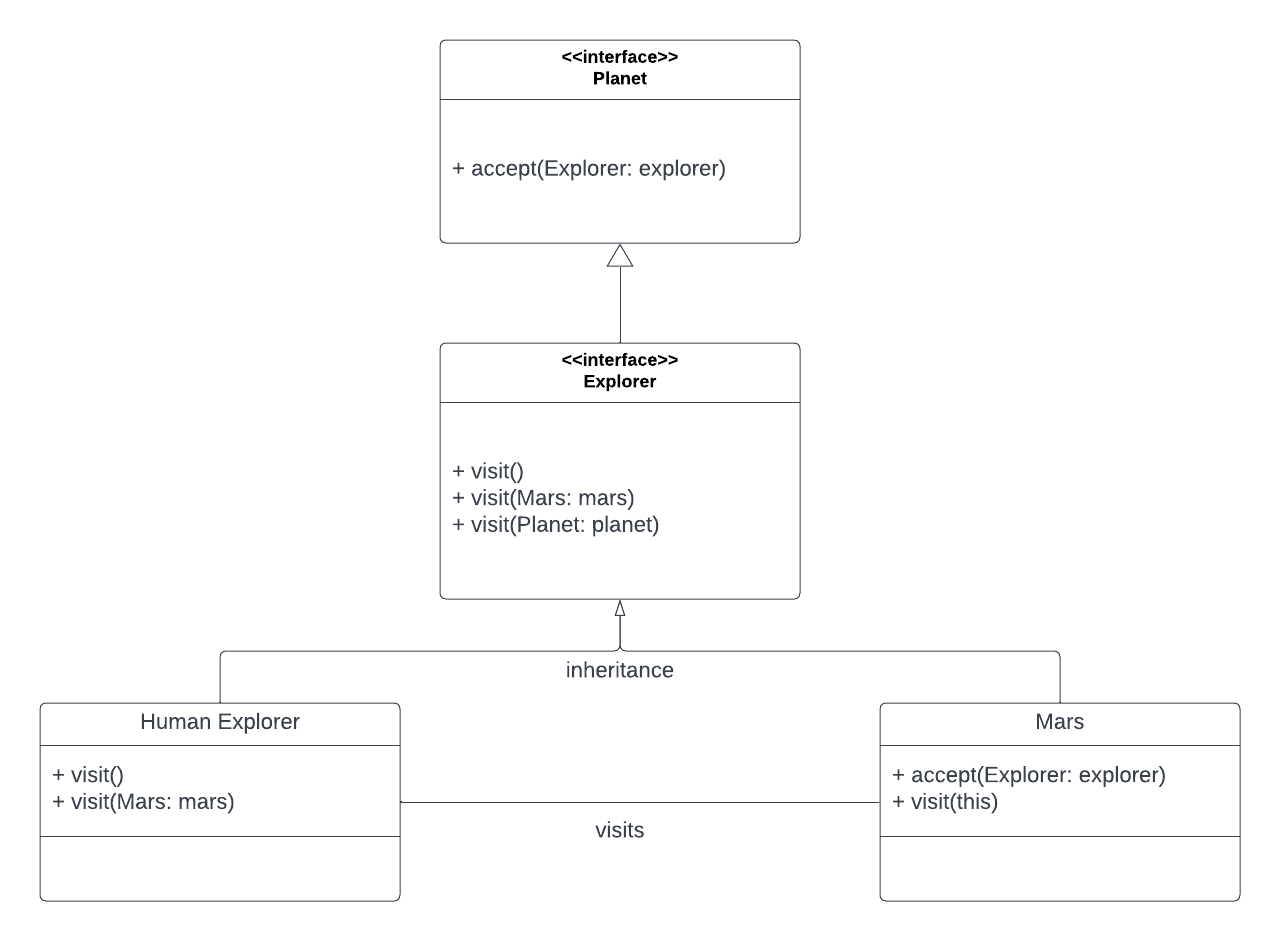 <<interface>>
Planet
+ accept(Explorer: explorer)
<<interface>>
Explorer
+ visit()
+ visit(Mars: mars)
+ visit(Planet: planet)
inheritance
Human Explorer
+ visit()
+ visit(Mars: mars)
visits
Mars
+ accept(Explorer: explorer)
+ visit(this)